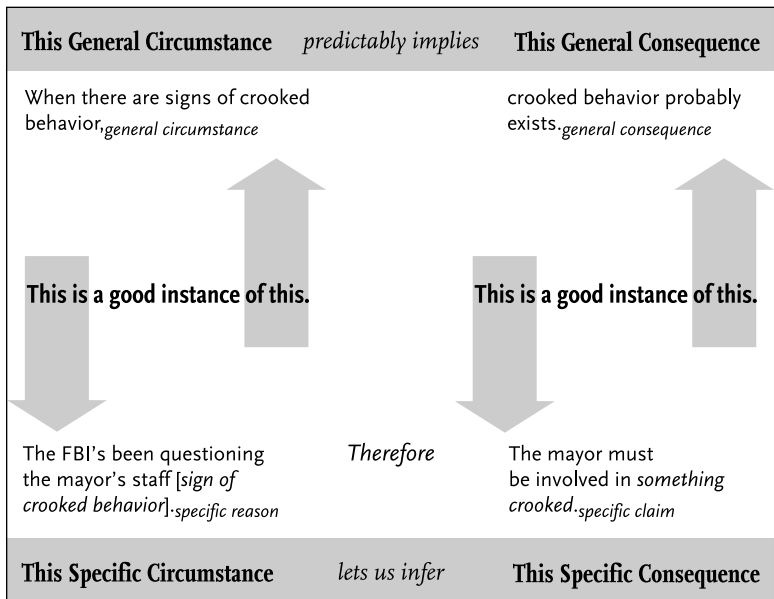 This General Circumstance predictably implies This General Consequence
When there are signs of crooked
behavior,general circumstance
crooked behavior probably
exists.general consequence
This is a good instance of this.
This is a good instance of this.
The FBI’s been questioning
the mayor’s staff [sign of
crooked behavior].specific reason
Therefore
The mayor must
be involved in something
crooked.specific claim
This Specific Circumstance lets us infer This Specific Consequence